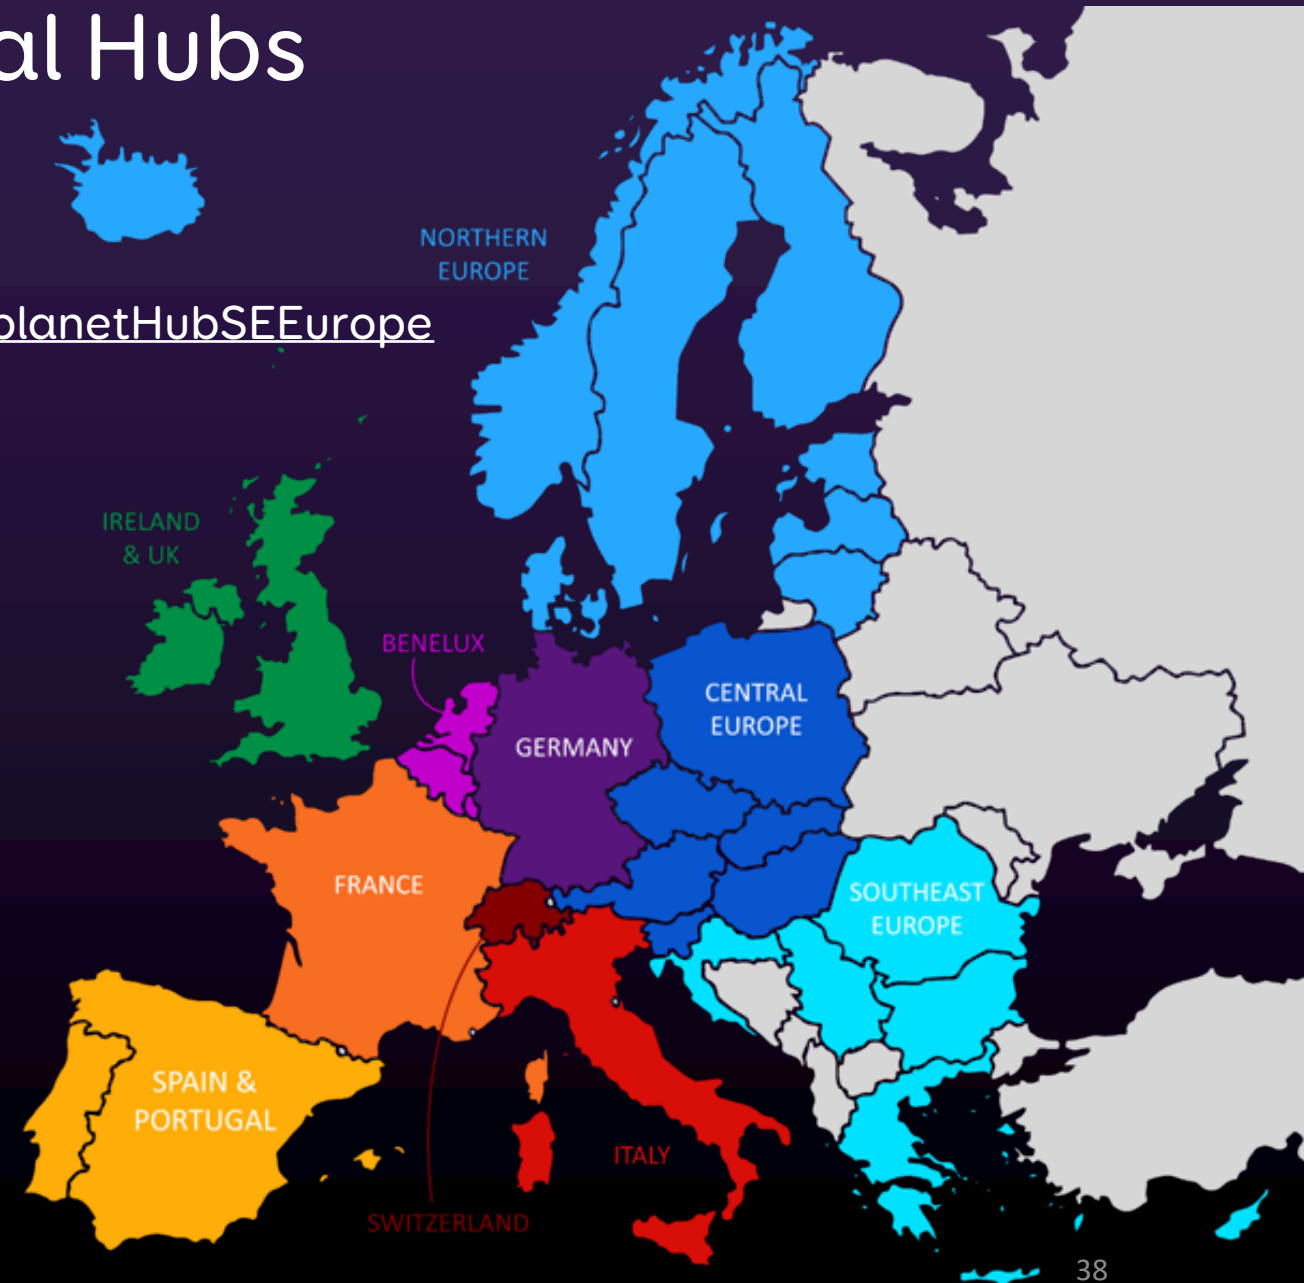 al Hubs
NORTHERN
EUROPE
planetHubSEEurope
IRELAND
& UK
BENELUX
CENTRAL
EUROPE
GERMANY
FRANCE
SOUTHEAST
EUROPE
SPAIN &
PORTUGAL
ITALY
SWITZERLAND
38